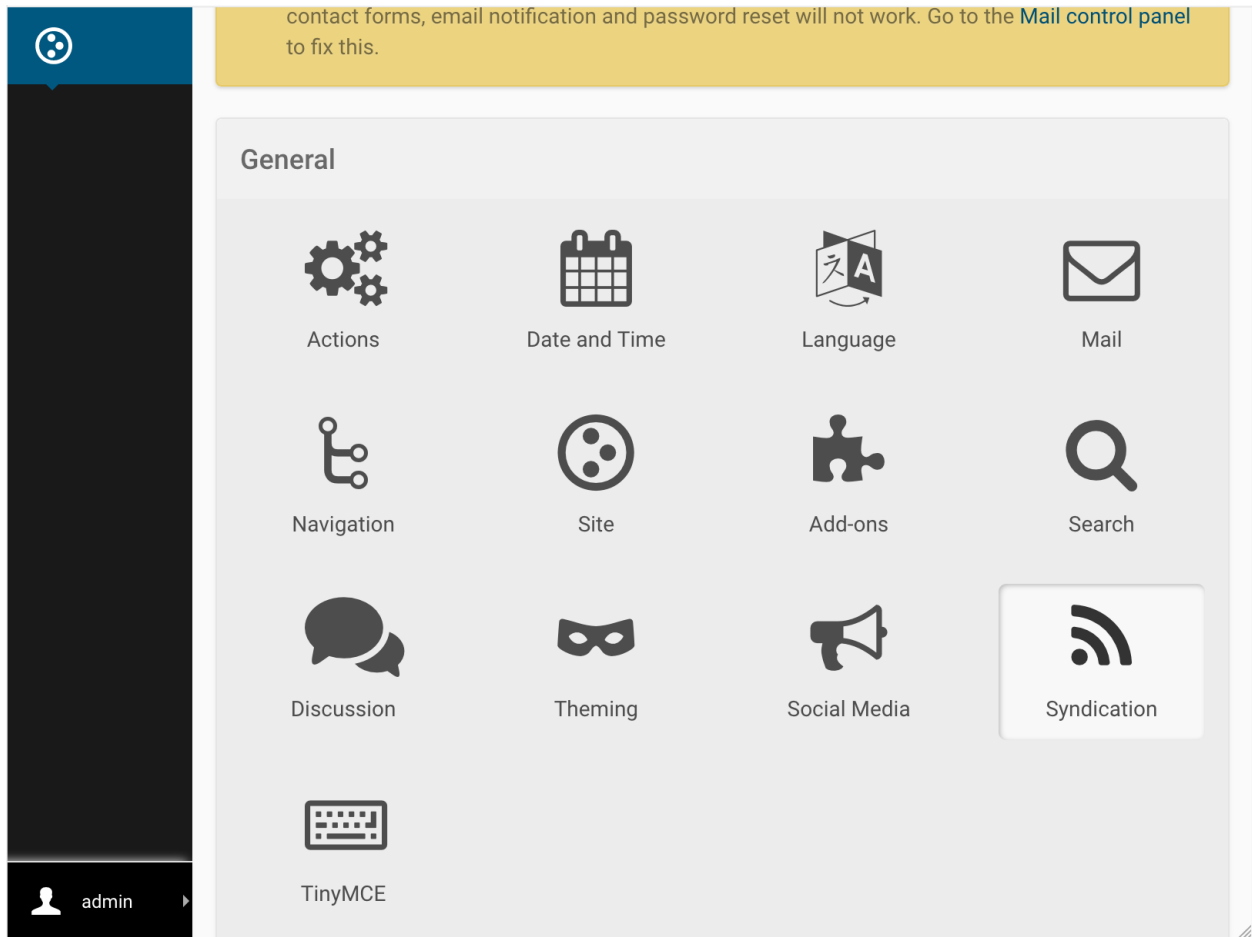 contact forms, email notification and password reset will not work. Go to the Mail control panel
to fix this.
General
Actions
Date and Time
Language
Mail
Navigation
Site
Add-ons
Search
Discussion
Theming
Social Media
Syndication
TinyMCE
admin